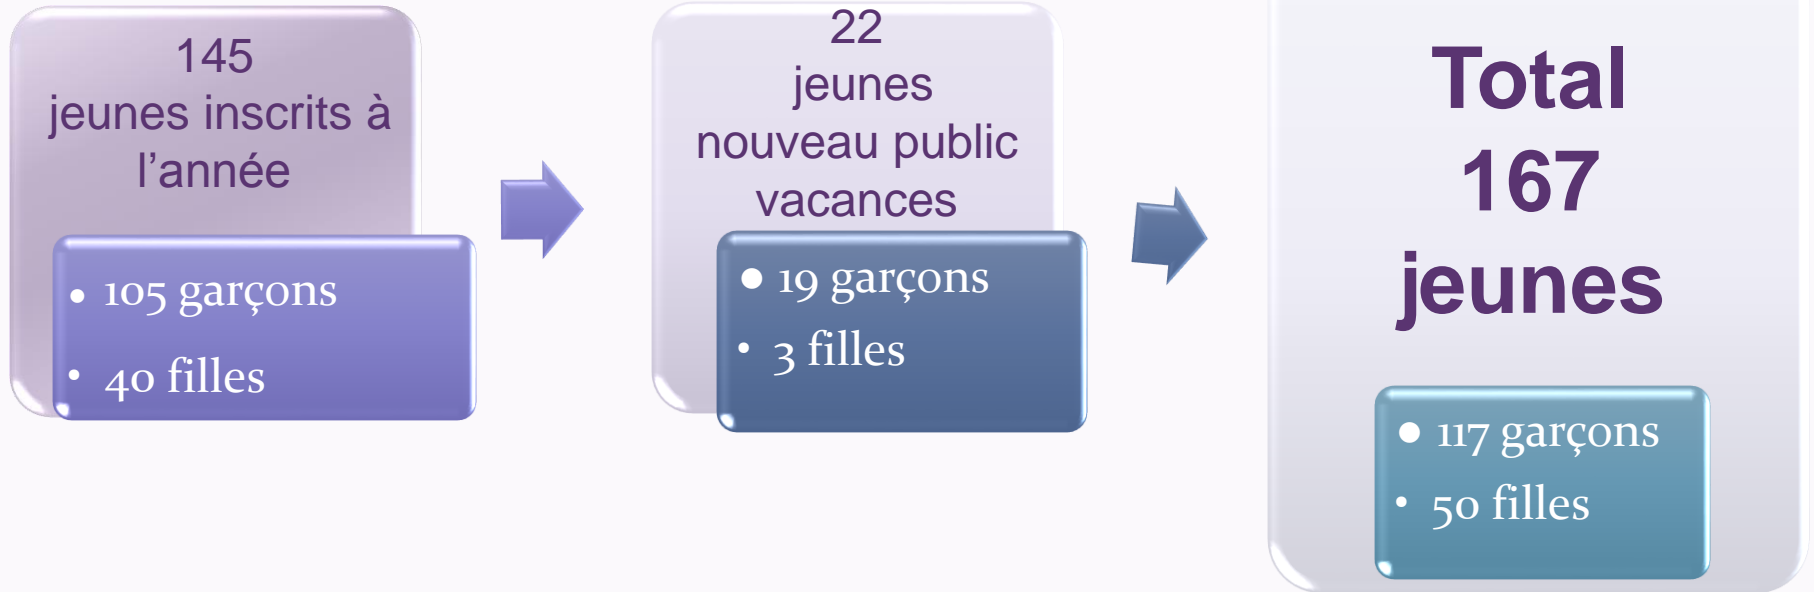 145
jeunes inscrits à
l’année
• 105 garçons
• 40 filles
22
jeunes
nouveau public
vacances
• 19 garçons
• 3 filles
Total
167
jeunes
• 117 garçons
• 50 filles